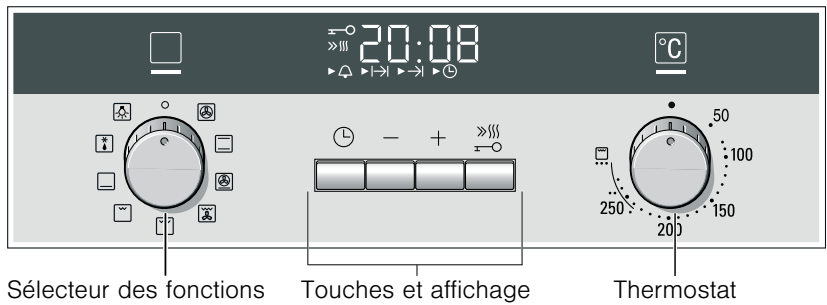 20:08
°C
50
100
150
200
250
Sélecteur des fonctions
Touches et affichage
Thermostat